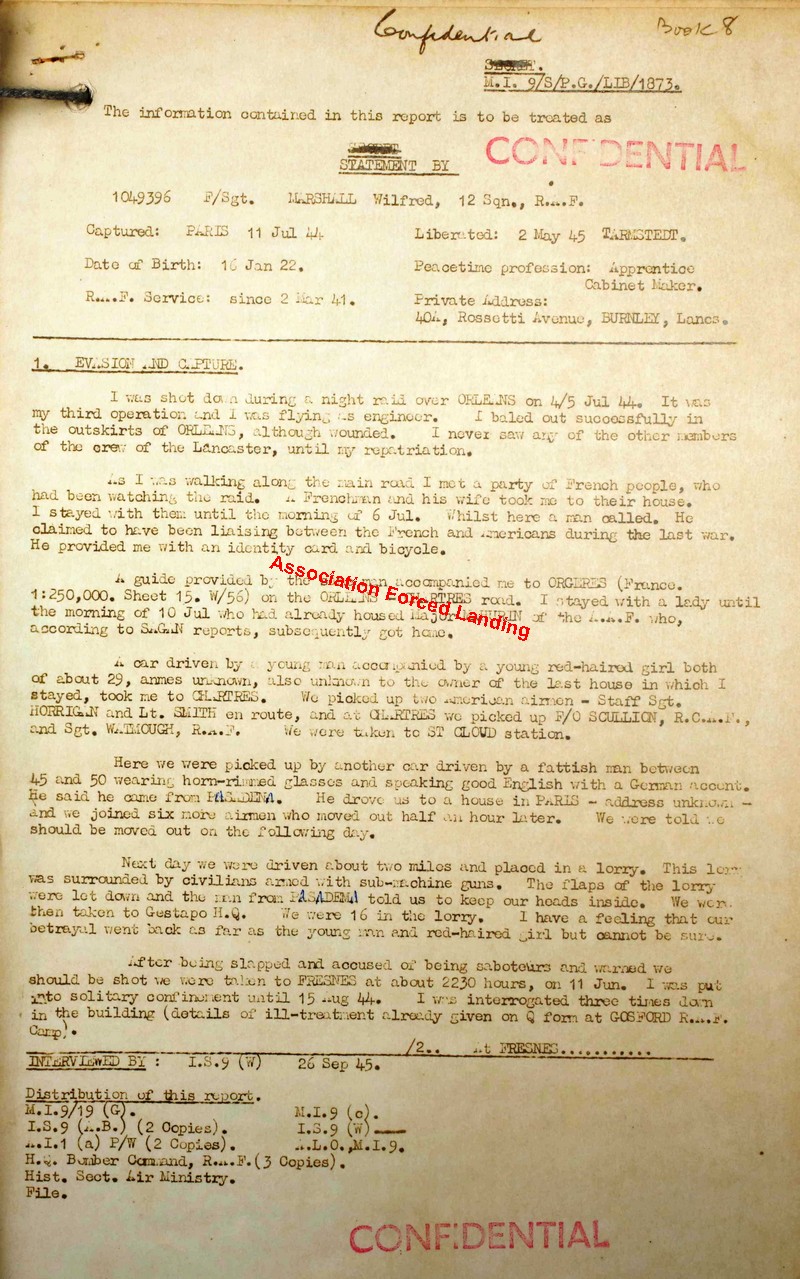 Confidential
Book 8
M.I. 9/S/P.G./LIB/1873.
The information contained in this report is to be treated as
CONFIDENTIAL
STATEMENT BY
1049396 F/Sgt. MARSHALL Wilfred, 12 Sqn., R.A.F.
Captured: PARIS 11 Jul 44
Liberated: 2 May 45 TARMSTEDT.
Date of Birth: 16 Jan 22.
Peacetime profession: Apprentice
Cabinet Maker.
R.A.F. Service: since 2 Mar 41.
Private Address:
40A, Rossetti Avenue, BURNLEY, Lancs.
1. EVASION AND CAPTURE.
I was shot down during a night raid over ORLEANS on 4/5 Jul 44. It was
my third operation and I was flying as engineer. I baled out successfully in
the outskirts of ORLEANS, although wounded. I never saw any of the other members
of the crew of the Lancaster, until my repatriation.
As I was walking along the main road I met a party of French people, who
had been watching the raid. A Frenchman and his wife took me to their house.
I stayed with them until the morning of 6 Jul. Whilst here a man called. He
claimed to have been liaising between the French and Americans during the last war.
He provided me with an identity card and bicycle.
A guide provided by the man accompanied me to ORGERES (France.
1:250,000. Sheet 15. W/56) on the ORLEANS CHARTRES road. I stayed with a lady until
the morning of 10 Jul who had already housed Major of the A.A.F. who,
according to SAGAN reports, subsequently got home.
Association Forced Landing
A car driven by a young man accompanied by a young red-haired girl both
of about 29, anmes unknown, also unknown to the owner of the last house in which I
stayed, took me to CHARTRES. We picked up two American airmen - Staff Sgt.
HORRIGAN and Lt. SMITH en route, and at CHARTRES we picked up F/O SCULLION, R.C.A.F.,
and Sgt. WATMOUGH, R.A.F. We were taken to ST CLOUD station.
Here we were picked up by another car driven by a fattish man between
45 and 50 wearing horn-rimmed glasses and speaking good English with a German accent.
He said he came from PASADENA. He drove us to a house in PARIS - address unknown -
and we joined six more airmen who moved out half an hour later. We were told we
should be moved out on the following day.
Next day we were driven about two miles and placed in a lorry. This lorry
was surrounded by civilians armed with sub-machine guns. The flaps of the lorry
were let down and the man from PASADEMA told us to keep our heads inside. We were
then taken to Gestapo H.Q. We were 16 in the lorry. I have a feeling that our
betrayal went back as far as the young man and red-haired girl but cannot be sure.
After being slapped and accused of being saboteurs and warned we
should be shot we were taken to FRESNES at about 2230 hours, on 11 Jun. I was put
into solitary confinement until 15 Aug 44. I was interrogated three times down
in the building (details of ill-treatment already given on Q form at GOSFORD R.A.F.
Camp).
/2.. At FRESNES...........
INTERVIEWED BY : I.S.9 (W) 26 Sep 45.
Distribution of this report.
M.I.9/19 (G). M.I.9 (c).
I.S.9 (A.B.) (2 Copies). I.S.9 (W)
A.I.1 (a) P/W (2 Copies). A.L.O.,M.I.9.
H.Q. Bomber Command, R.A.F.(3 Copies).
Hist. Sect. Air Ministry.
File.
CONFIDENTIAL